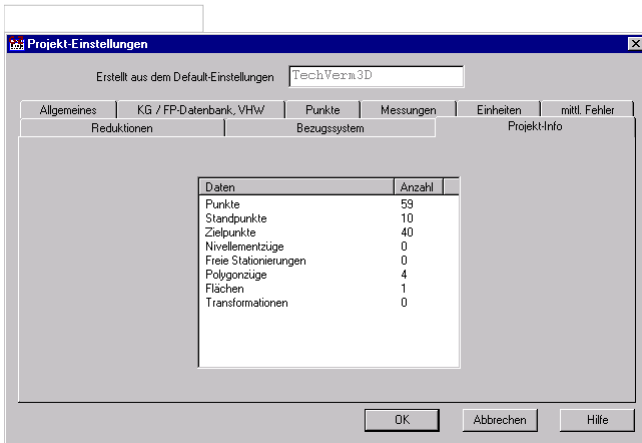 Projekt-Einstellungen
Erstellt aus dem Default-Einstellungen TechVerm3D
Allgemeines KG / FP-Datenbank, VHW Punkte Messungen Einheiten mittl. Fehler
Reduktionen Bezugssystem Projekt-Info
Daten Anzahl
Punkte 59
Standpunkte 10
Zielpunkte 40
Nivellementzüge 0
Freie Stationierungen 0
Polygonzüge 4
Flächen 1
Transformationen 0
OK Abbrechen Hilfe